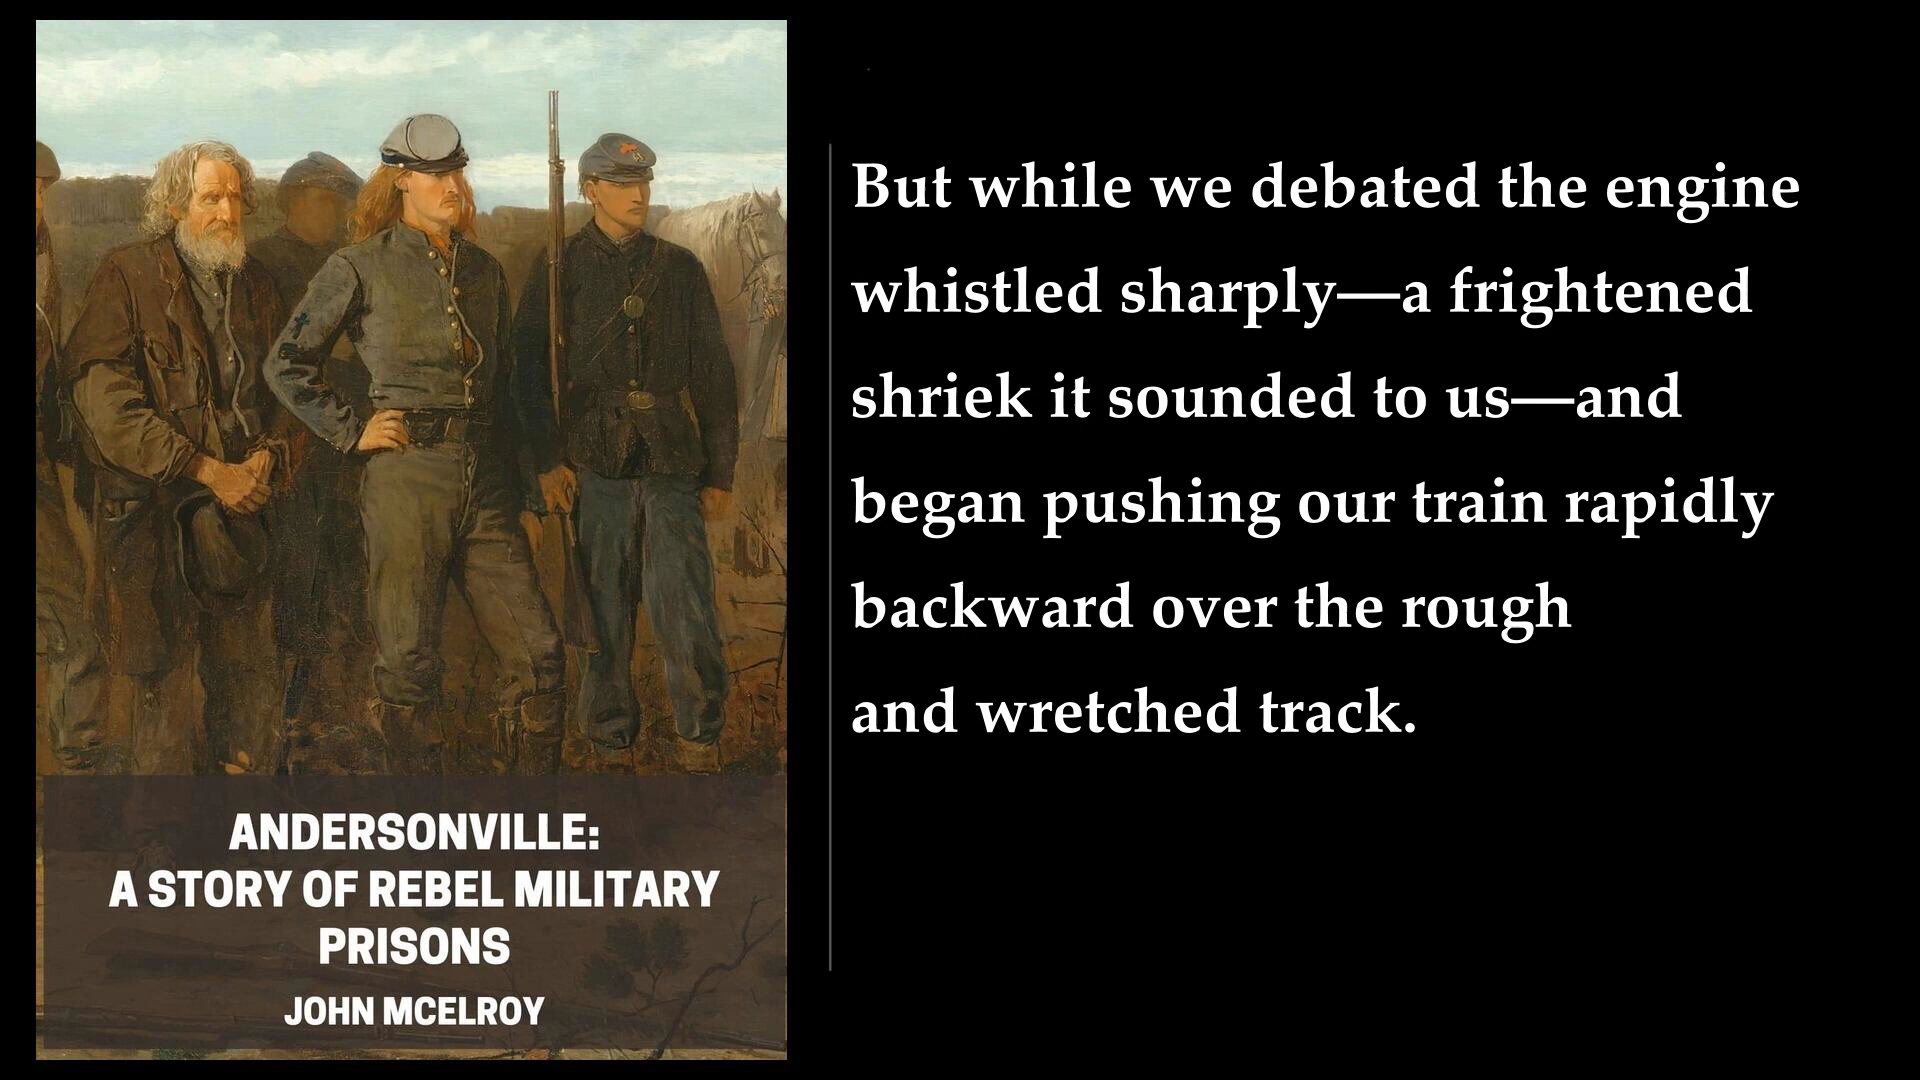 ANDERSONVILLE:
A STORY OF REBEL MILITARY
PRISONS
JOHN MCELROY
But while we debated the engine
whistled sharply—a frightened
shriek it sounded to us—and
began pushing our train rapidly
backward over the rough
and wretched track.